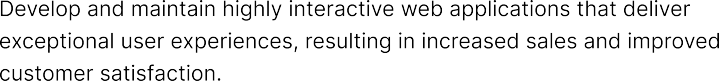 Develop and maintain highly interactive web applications that deliver
exceptional user experiences, resulting in increased sales and improved
customer satisfaction.